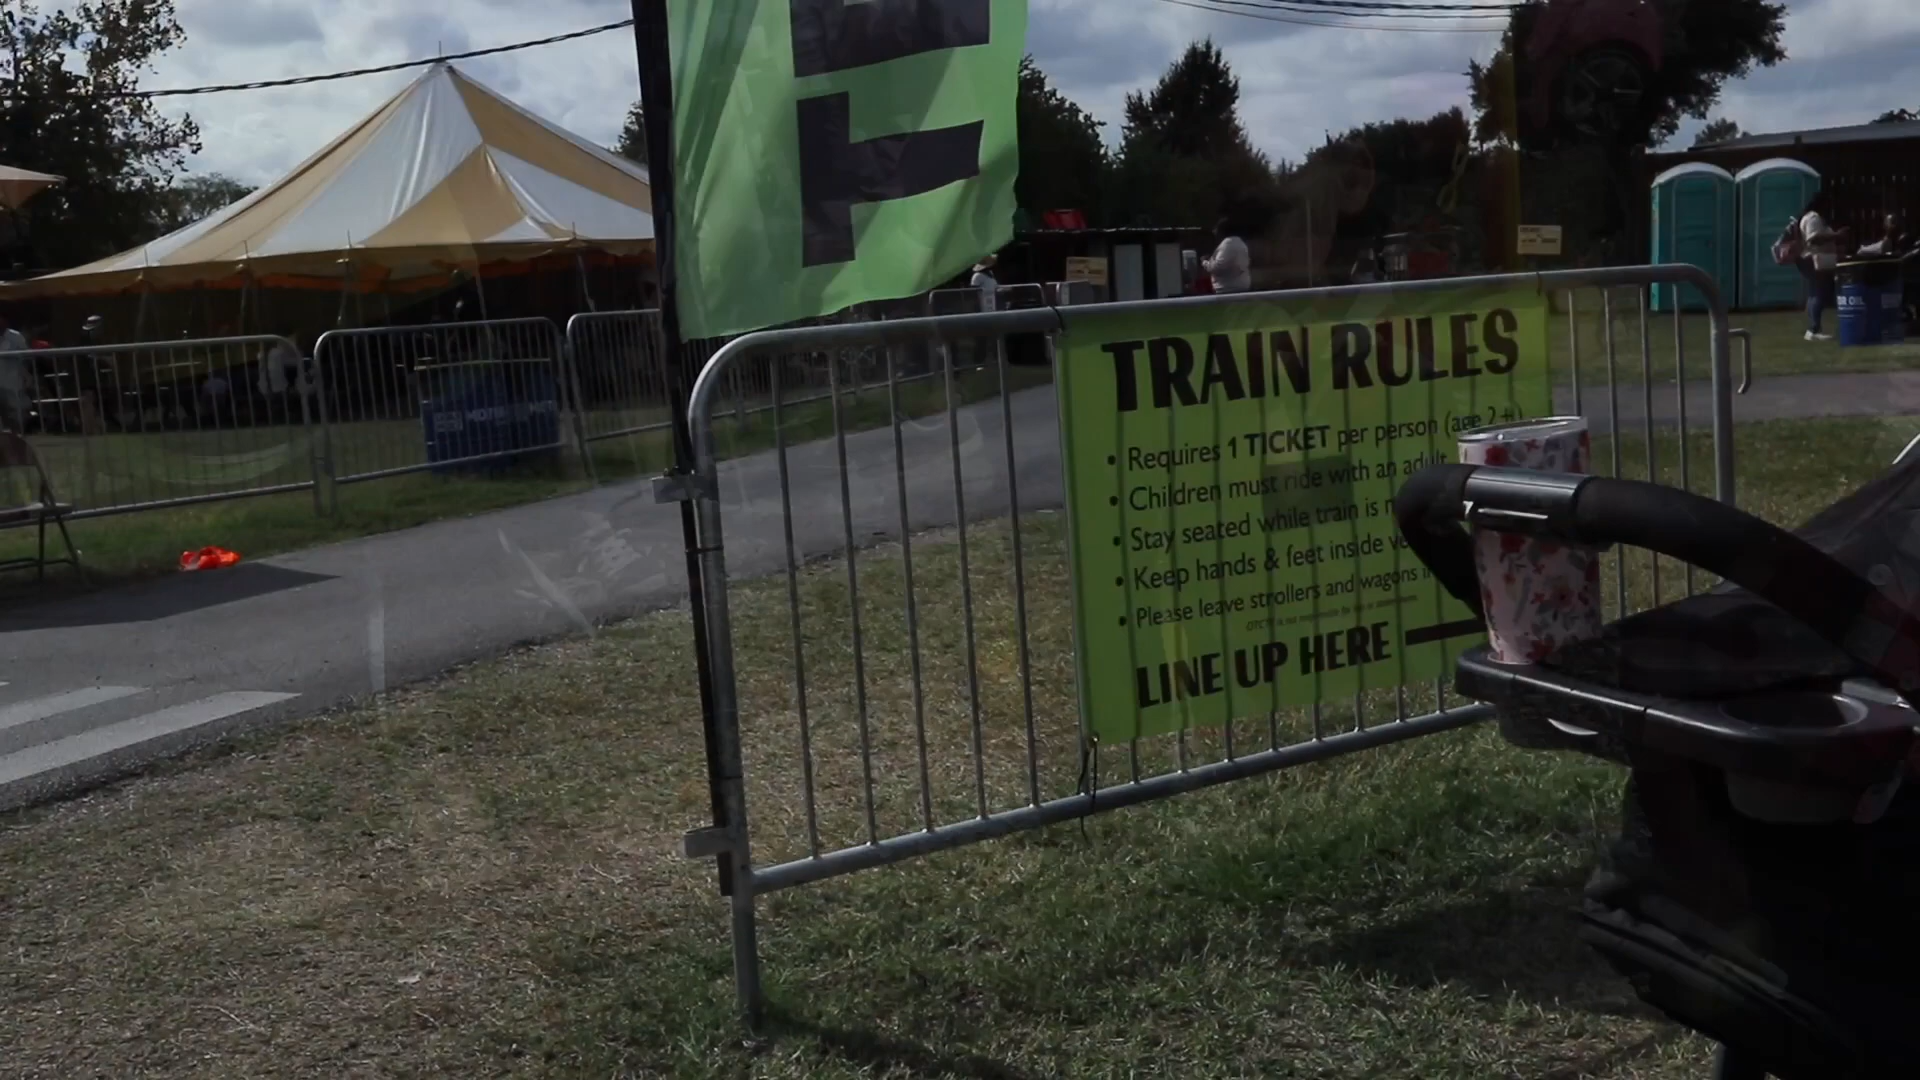 TRAIN RULES
• Requires 1 TICKET per person (age 2 +)
• Children must ride with an adult
• Stay seated while train is
• Keep hands & feet inside
• Please leave strollers and wagons
LINE UP HERE